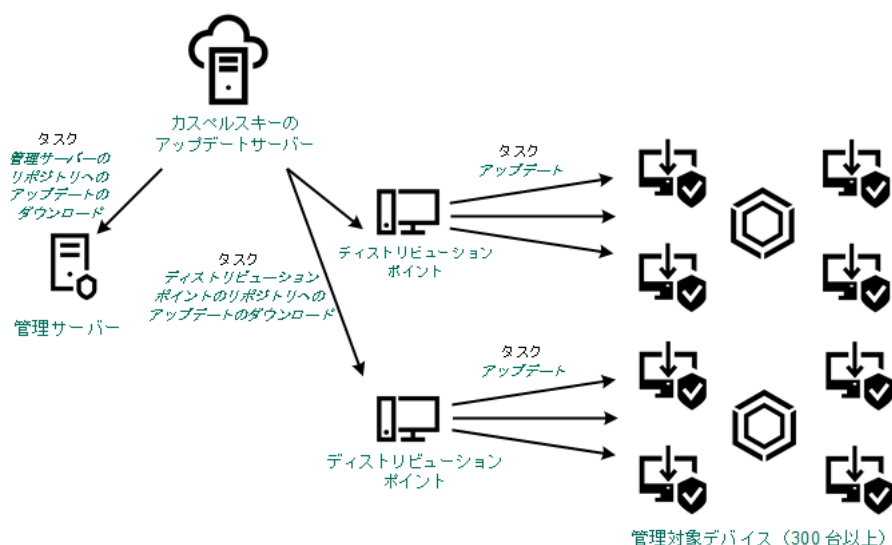 カスペルスキーの
アップデートサーバー
タスク
管理サーバーの
リポジトリへの
アップデートの
ダウンロード
管理サーバー
タスク
ディストリビューション
ポイントのリポジトリへの
アップデートのダウンロード
タスク
アップデート
ディストリビューション
ポイント
タスク
アップデート
ディストリビューション
ポイント
管理対象デバイス（300 台以上）